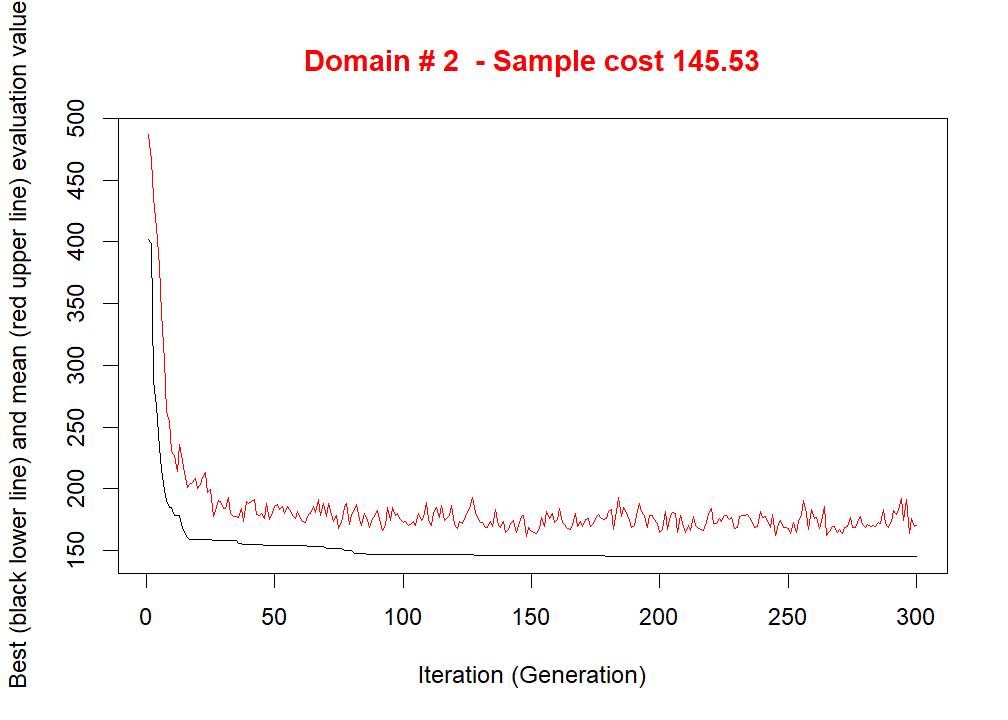 Domain # 2  - Sample cost 145.53
Best (black lower line) and mean (red upper line) evaluation value
500
450
400
350
300
250
200
150
0 50 100 150 200 250 300
Iteration (Generation)